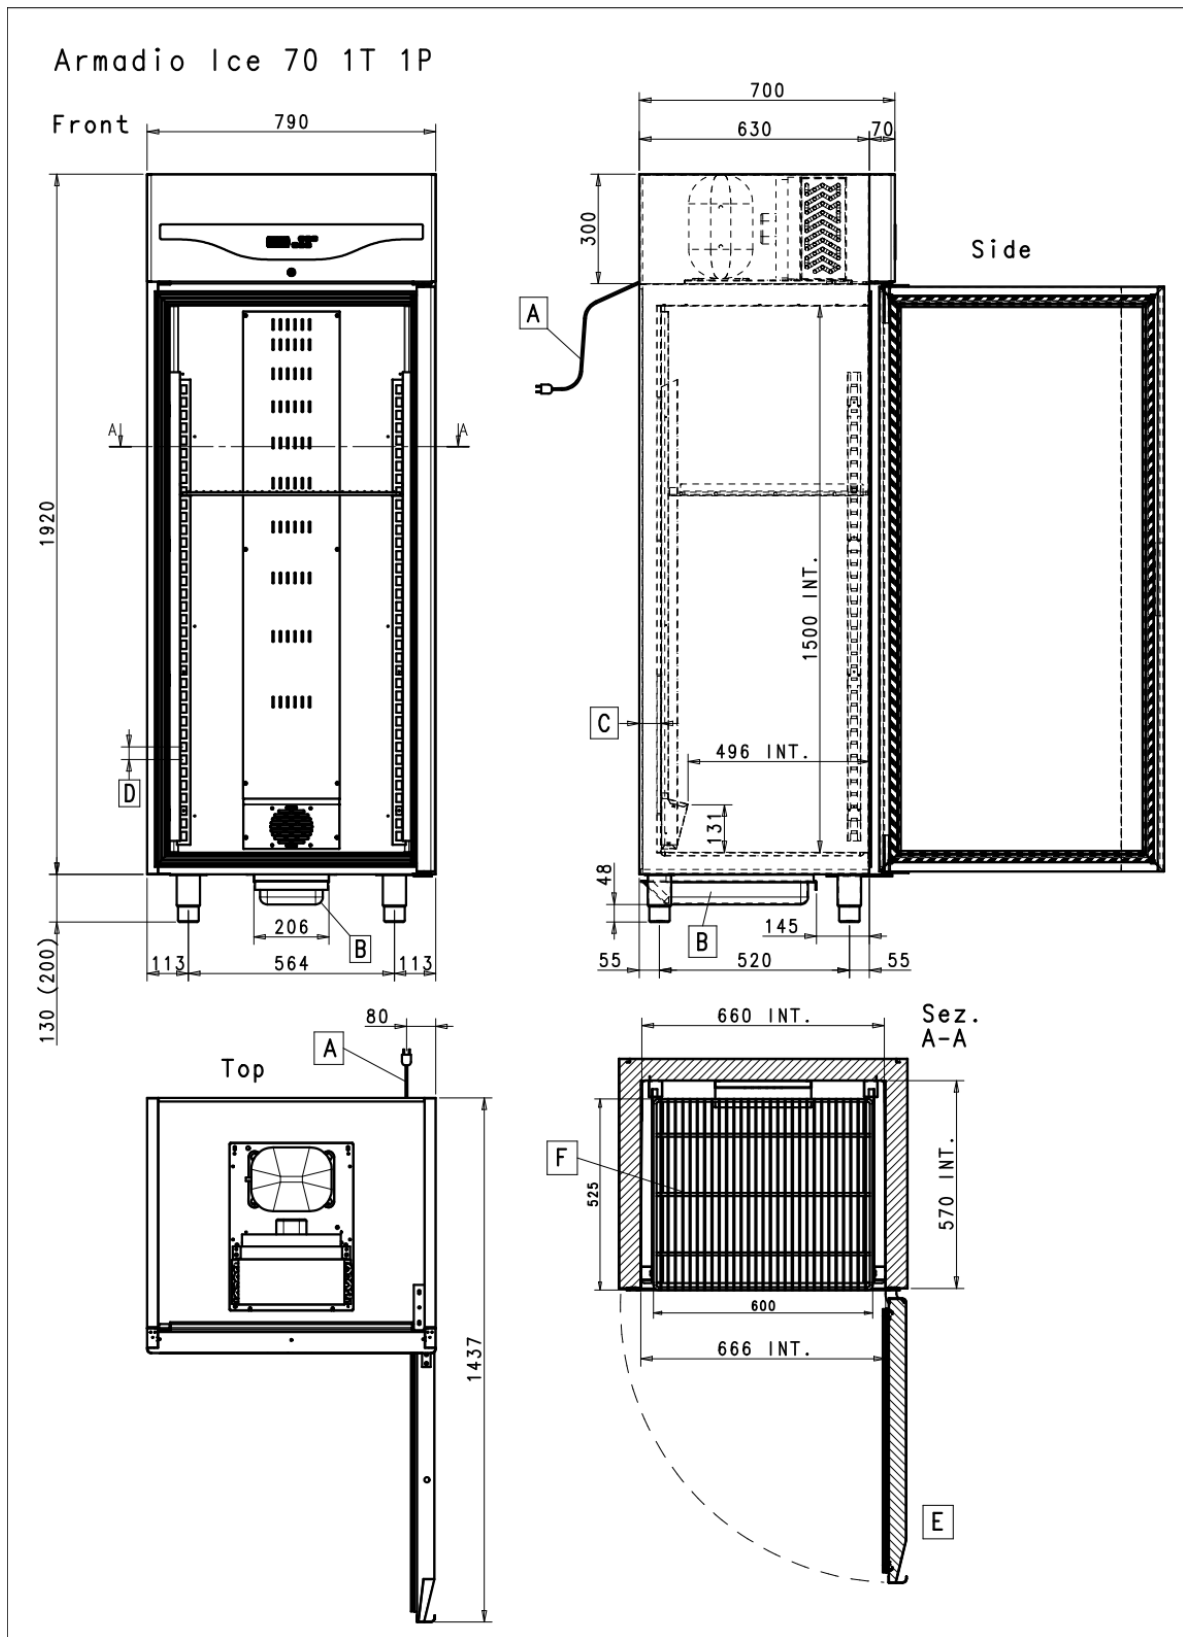 Armadio Ice 70 1T 1P
Front
790
700
630
70
300
Side
A
A
A
1920
1500 INT.
C
496 INT.
D
131
48
206
B
B
145
113
564
113
55
520
55
130 (200)
80
A
Top
660 INT.
Sez.
A-A
F
525
570 INT.
600
666 INT.
1437
E